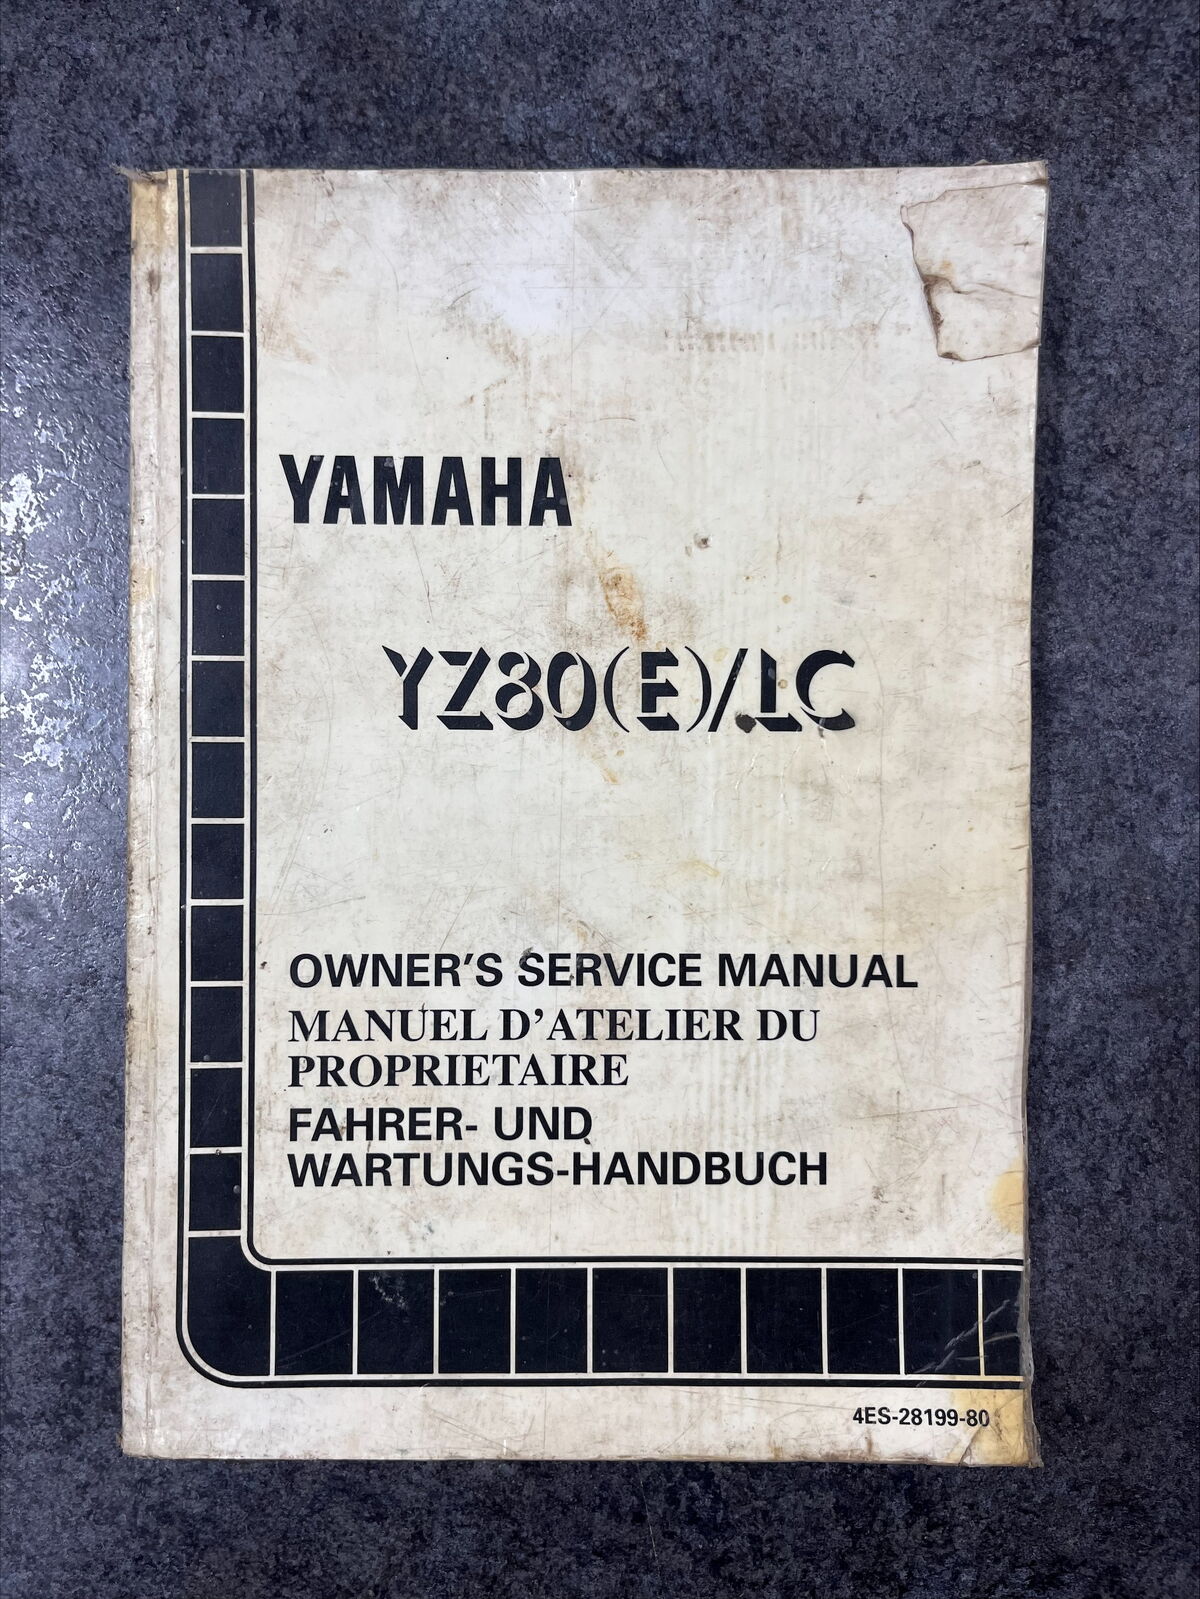 YAMAHA
YZ80(E)/LC
OWNER'S SERVICE MANUAL
MANUEL D'ATELIER DU
PROPRIETAIRE
FAHRER- UND
WARTUNGS-HANDBUCH
4ES-28199-80